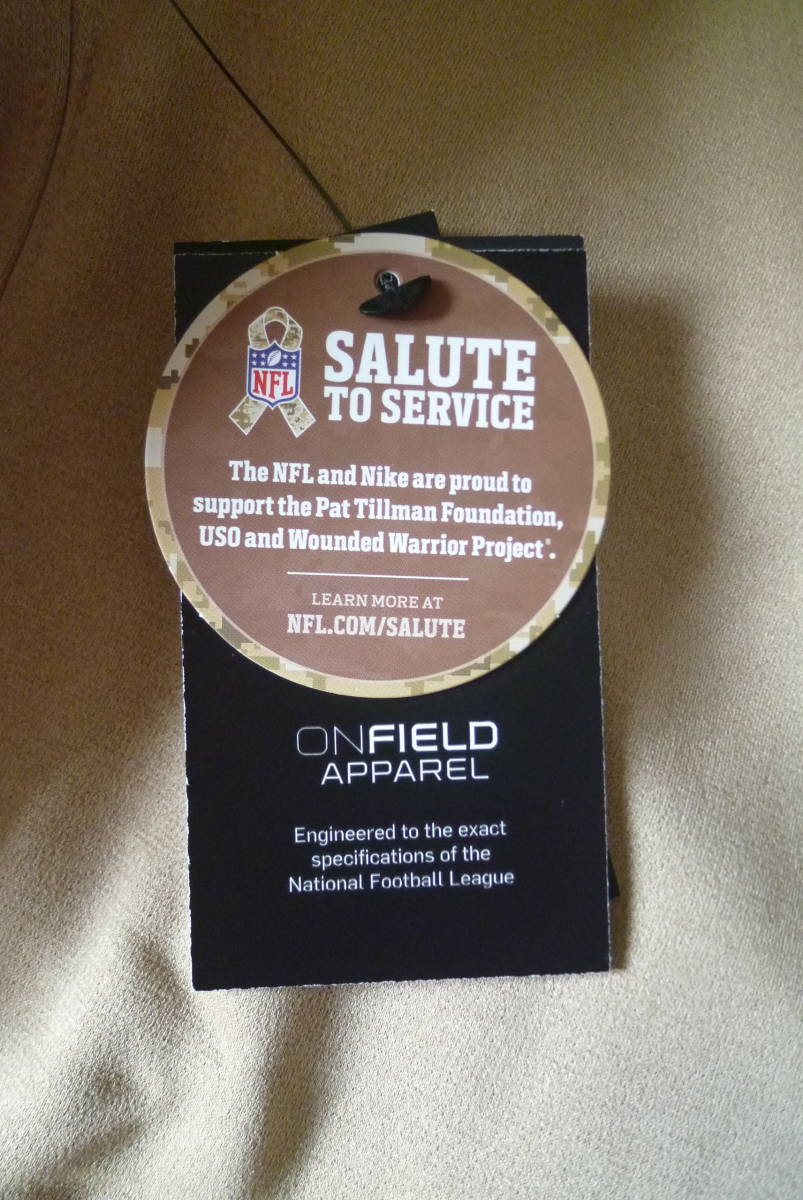 NFL
SALUTE
TO SERVICE
The NFL and Nike are proud to
support the Pat Tillman Foundation,
USO and Wounded Warrior Project®.
LEARN MORE AT
NFL.COM/SALUTE
ONFIELD
APPAREL
Engineered to the exact
specifications of the
National Football League